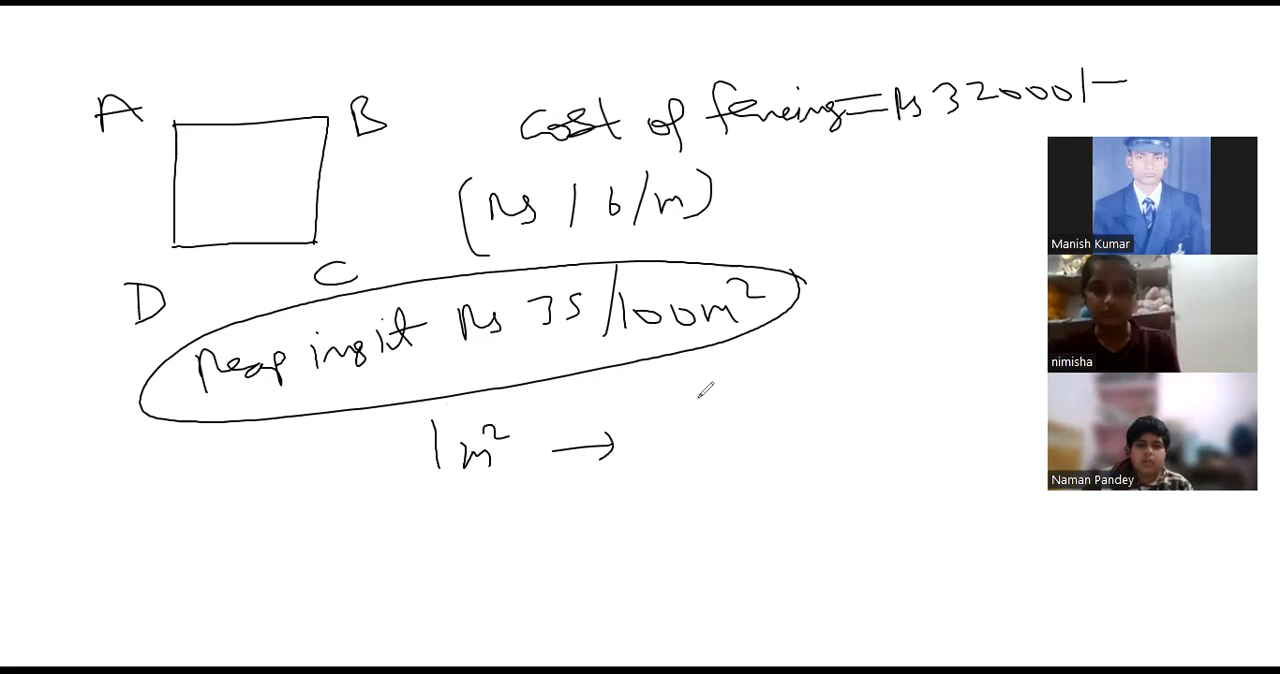 A
B
cost of fencing = Rs 32000/-
(Rs 16/m)
D
C
Reaping it Rs 35/100m²
1m² →
Manish Kumar
nimisha
Naman Pandey